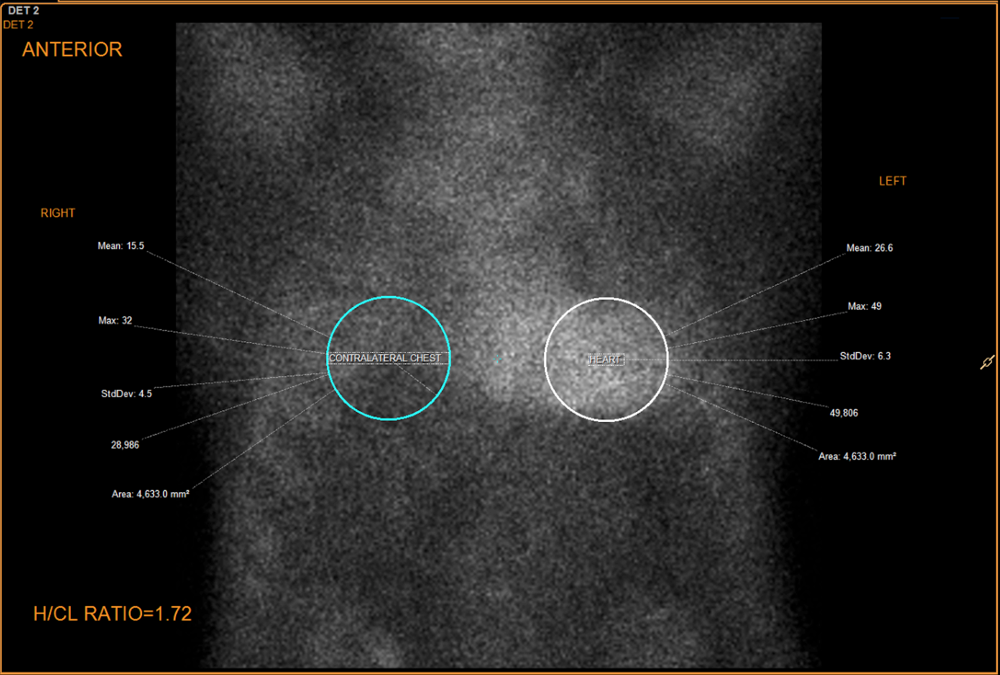 DET 2
DET 2
ANTERIOR
LEFT
RIGHT
Mean: 15.5
Mean: 26.6
Max: 49
Max: 32
CONTRALATERAL CHEST
HEART
StdDev: 6.3
StdDev: 4.5
49,806
28,986
Area: 4,633.0 mm²
Area: 4,633.0 mm²
H/CL RATIO=1.72